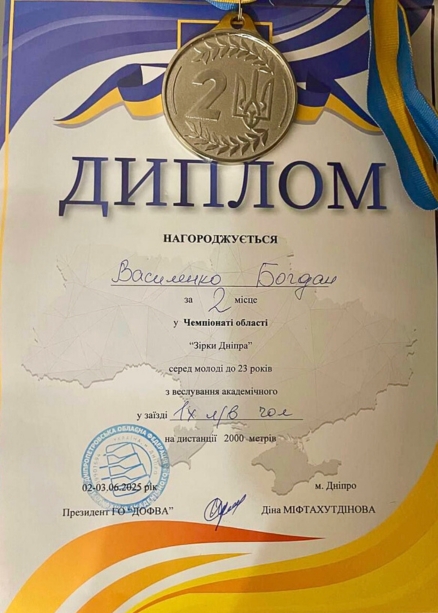 2
ДИПЛОМ
НАГОРОДЖУЄТЬСЯ
Василенко Богдан
за 2 місце
у Чемпіонаті області
“Зірки Дніпра”
серед молоді до 23 років
з веслування академічного
у заїзді 1х л/в чол
на дистанції 2000 метрів
02-03.06.2025 рік м. Дніпро
Президент ГО “ДОФВА” Діна МІФТАХУТДІНОВА